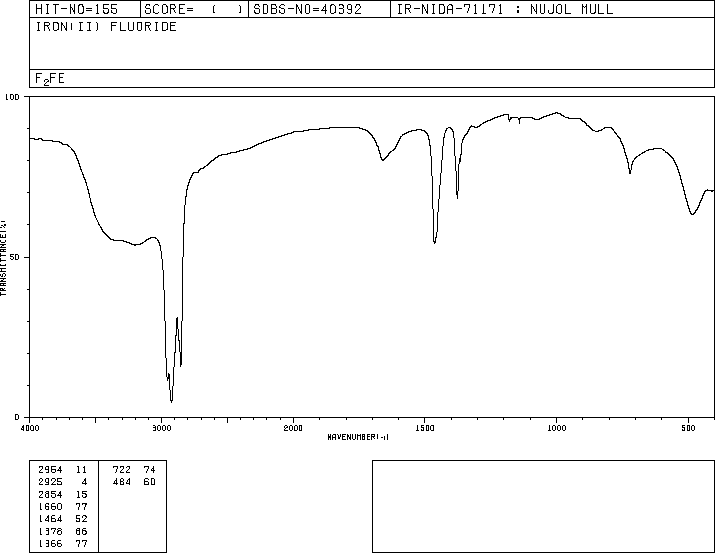 HIT-NO=155 SCORE= ( ) SDBS-NO=40392 IR-NIDA-71171 : NUJOL MULL
IRON(II) FLUORIDE
F2FE
100
50
0
TRANSMITTANCE(%)
4000 3000 2000 1500 1000 500
WAVENUMBER(-1)
2954 11 722 74
2925 4 484 60
2854 15
1660 77
1464 52
1378 66
1366 77